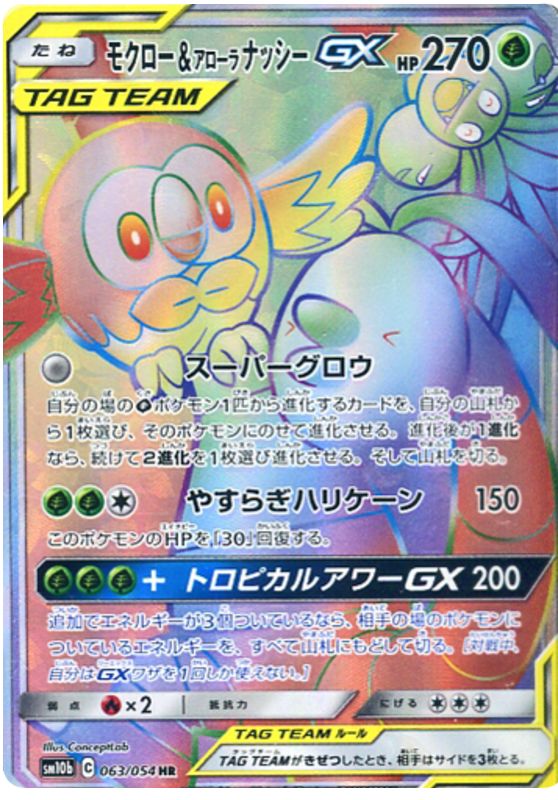 たね モクロー&アローラナッシーGX HP270
TAG TEAM
スーパーグロウ
自分の場のポケモン1匹から進化するカードを、自分の山札か
ら1枚選び、そのポケモンにのせて進化させる。進化後が1進化
なら、続けて2進化を1枚選び進化させる。そして山札を切る。
やすらぎハリケーン 150
このポケモンのHPを「30」回復する。
+ トロピカルアワーGX 200
追加でエネルギーが3個ついているなら、相手の場のポケモンに
ついているエネルギーを、すべて山札にもどして切る。[対戦中、
自分はGXワザを1回しか使えない。]
弱点 ×2 抵抗力 にげる
Illus. ConceptLab
TAG TEAM ルール
sm10b C 063/054 HR
TAG TEAMがきぜつしたとき、相手はサイドを3枚とる。